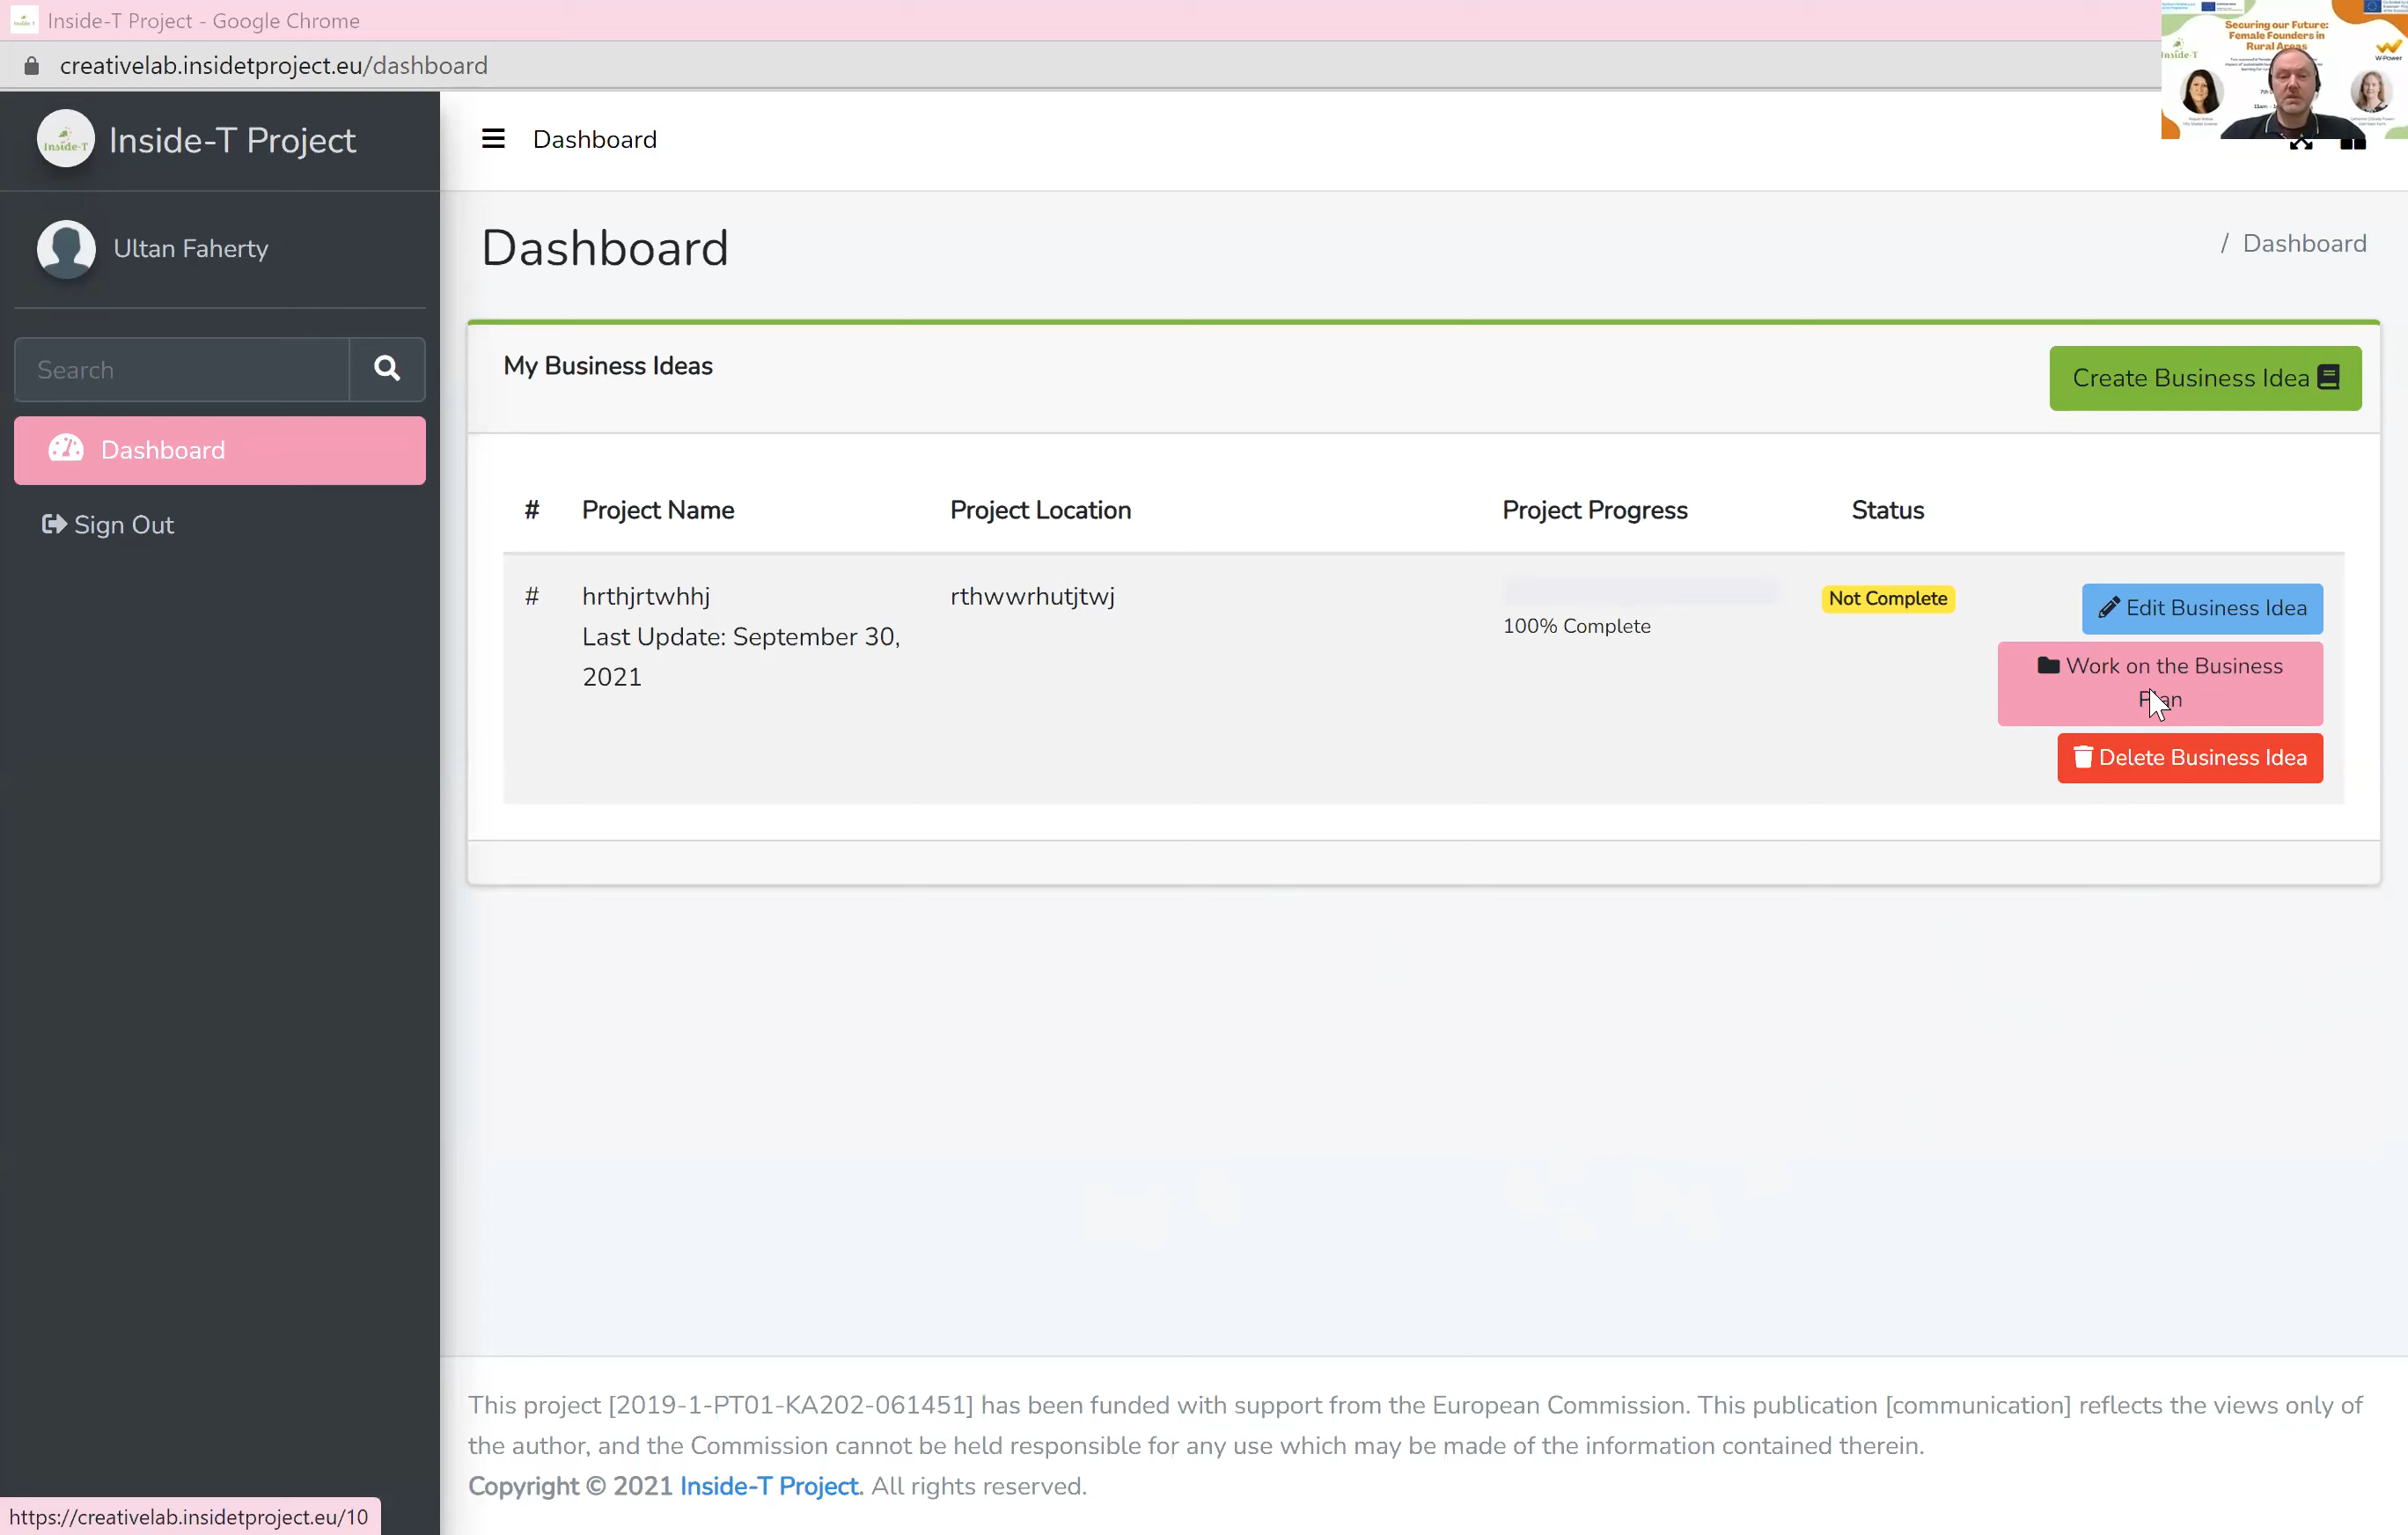 Inside-T Project - Google Chrome
creativelab.insidetproject.eu/dashboard
Securing our Future:
Female Founders in
Rural Areas
Inside-T
W-Power
Inside-T
Inside-T Project
Dashboard
Ultan Faherty
Dashboard
/ Dashboard
Search
My Business Ideas
Create Business Idea
Dashboard
Sign Out
# Project Name Project Location Project Progress Status
# hrthjrtwhhj rthwwrhutjtwj Not Complete Edit Business Idea
100% Complete
Last Update: September 30,
2021
Work on the Business
Delete Business Idea
This project [2019-1-PT01-KA202-061451] has been funded with support from the European Commission. This publication [communication] reflects the views only of
the author, and the Commission cannot be held responsible for any use which may be made of the information contained therein.
Copyright © 2021 Inside-T Project. All rights reserved.
https://creativelab.insidetproject.eu/10